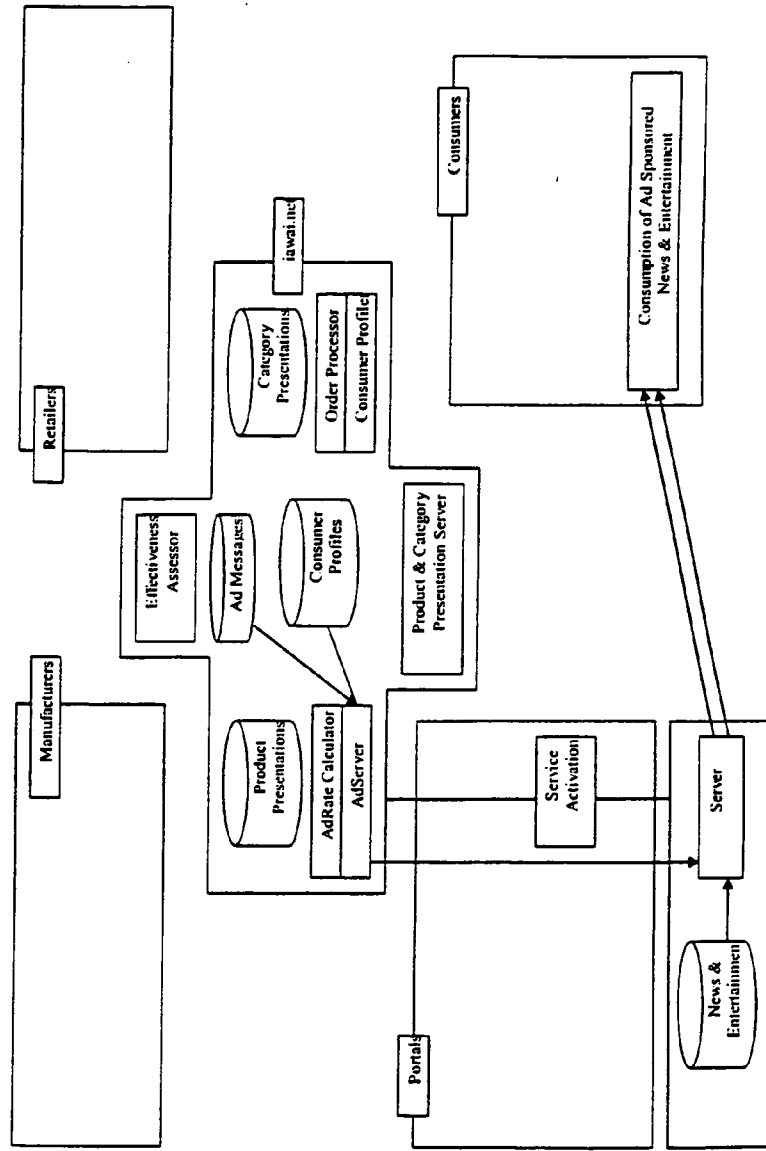 Manufacturers
Retailers
Effectiveness
Assessor
Ad Messages
Product
Presentations
Consumer
Profiles
Category
Presentations
iawai.net
AdRate Calculator
AdServer
Order Processor
Consumer Profiler
Product & Category
Presentation Server
Portals
Service
Activation
Consumers
News &
Entertainmen
Server
Consumption of Ad Sponsored
News & Entertainment